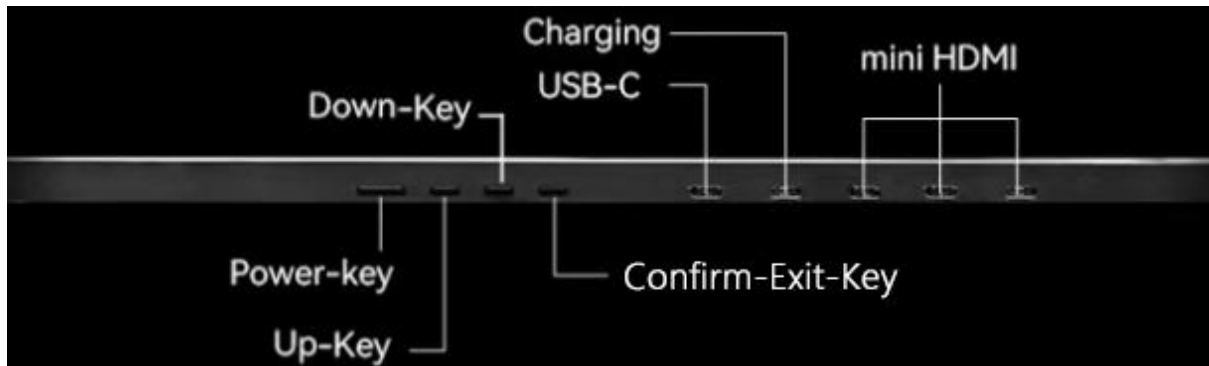 Charging
USB-C
mini HDMI
Down-Key
Power-key
Confirm-Exit-Key
Up-Key